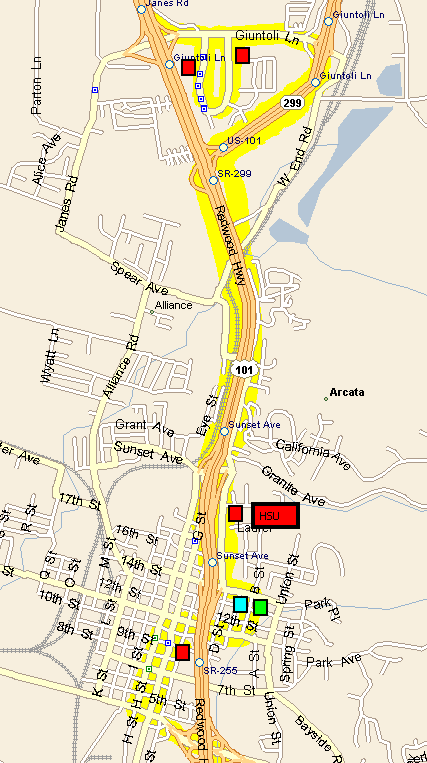 Janes Rd
Giuntoli Ln
Giuntoli Ln
Giuntoli Ln
Giuntoli Ln
Parton Ln
299
US-101
W End Rd
Alice Ave
SR-299
Janes Rd
Redwood Hwy
Spear Ave
Alliance
Wyatt Ln
Alliance Rd
101
Arcata
Eve St
Grant Ave
Sunset Ave
California Ave
Sunset Ave
er Ave
Granite Ave
17th St
HSU
R St
16th St
G St
Laurel
14th St
Sunset Ave
Q St
O St
M St
12th St
B St
Union St
10th St
Park
12th St
8th St
9th St
L St
D St
I St
Spring St
Park Ave
A St
SR-255
K St
7th St
5th St
Union St
Redwood H
Bayside R
H St
H St